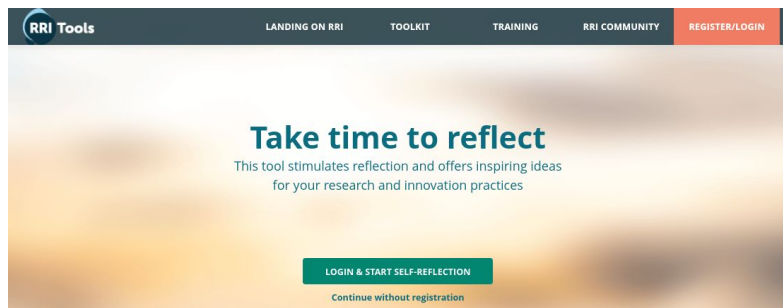 RRI Tools
LANDING ON RRI TOOLKIT TRAINING RRI COMMUNITY REGISTER/LOGIN
Take time to reflect
This tool stimulates reflection and offers inspiring ideas
for your research and innovation practices
LOGIN & START SELF-REFLECTION
Continue without registration